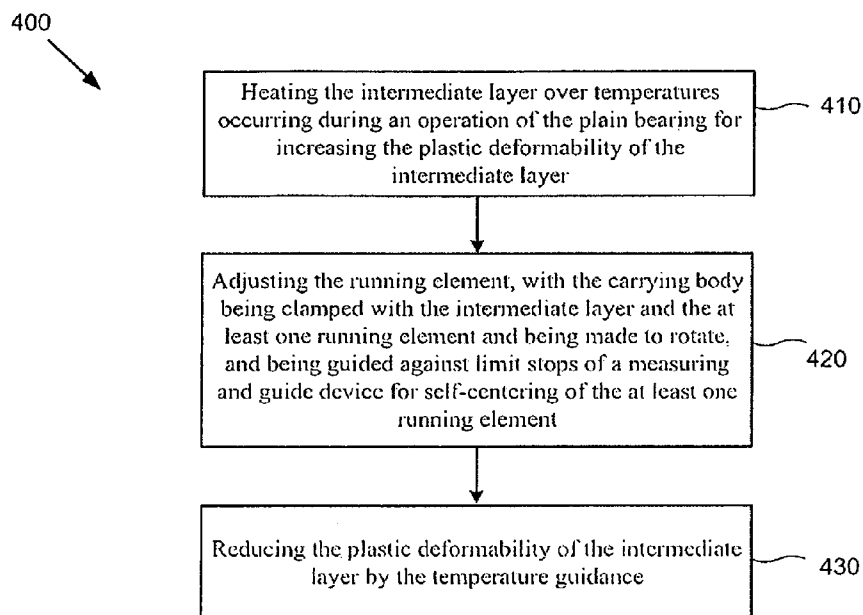 400
Heating the intermediate layer over temperatures
occurring during an operation of the plain bearing for
increasing the plastic deformability of the
intermediate layer
410
Adjusting the running element, with the carrying body
being clamped with the intermediate layer and the at
least one running element and being made to rotate,
and being guided against limit stops of a measuring
and guide device for self-centering of the at least one
running element
420
Reducing the plastic deformability of the intermediate
layer by the temperature guidance
430